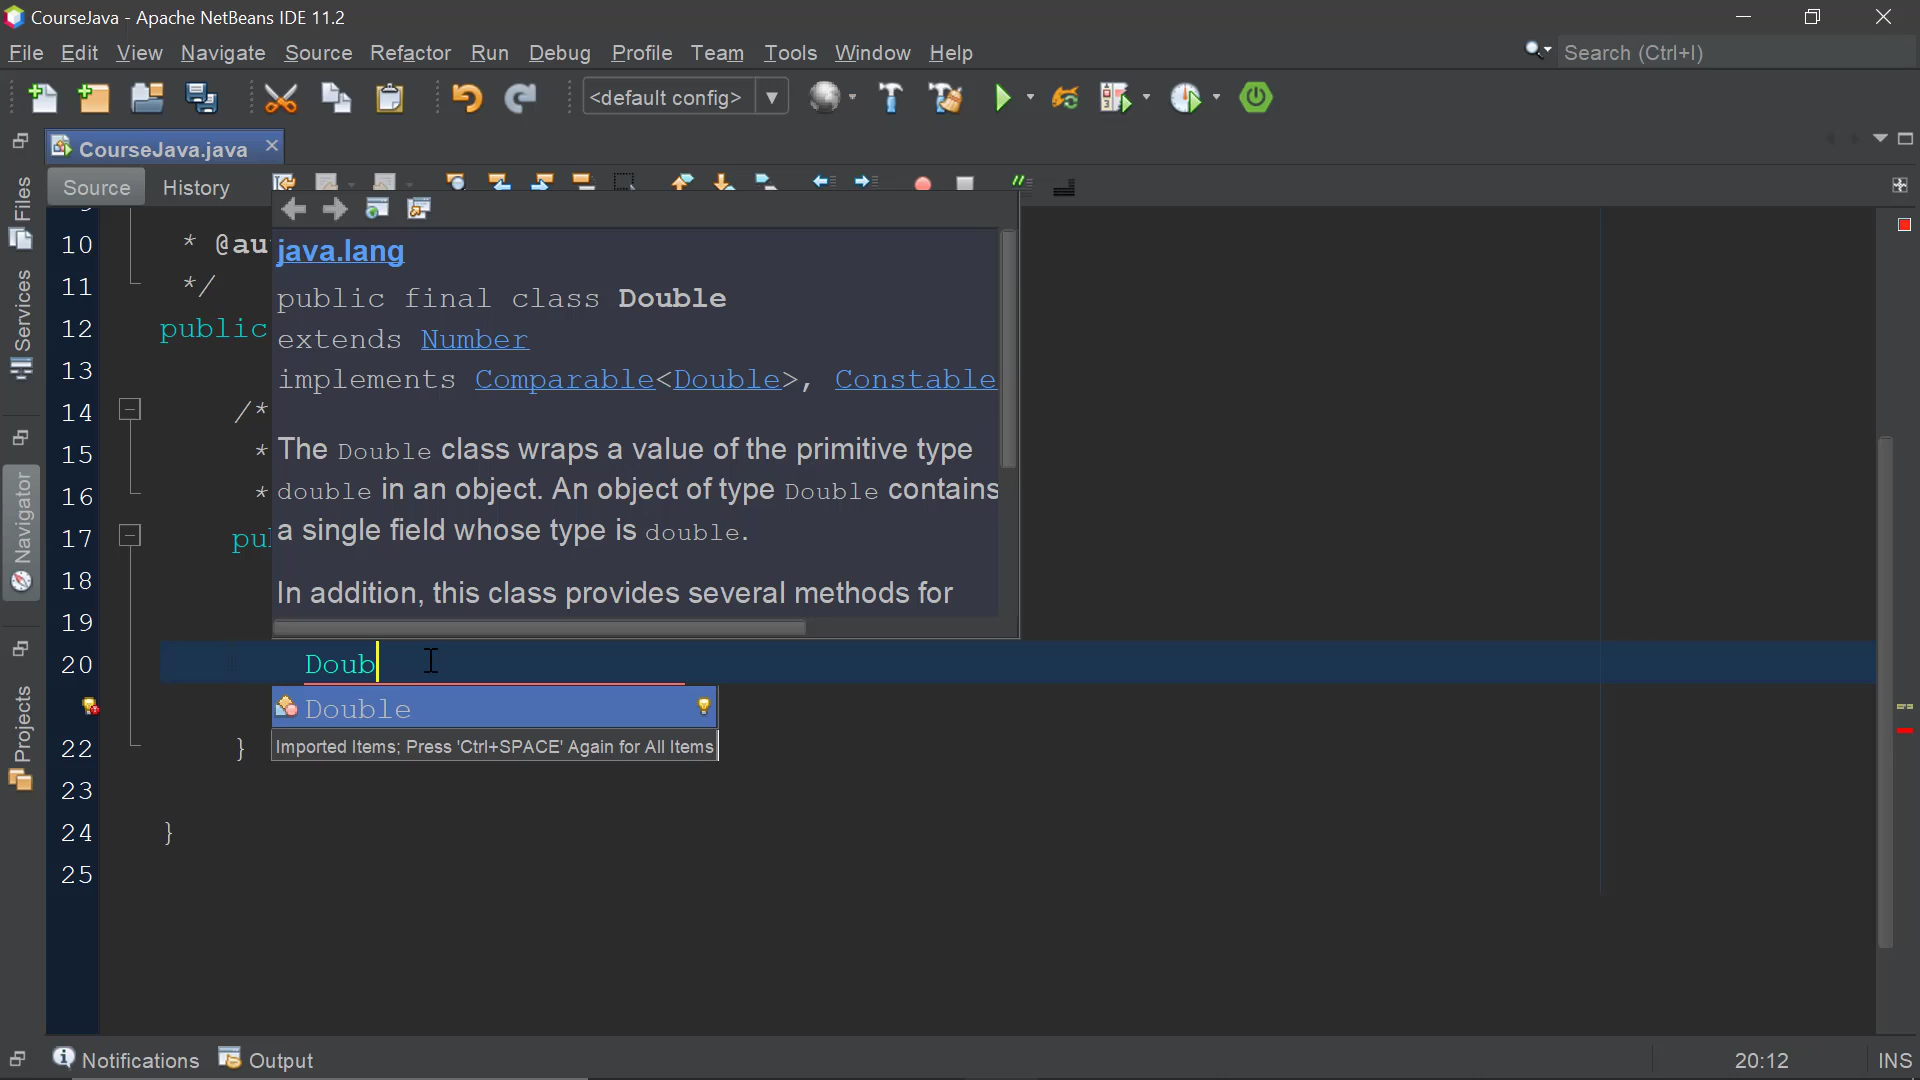 CourseJava - Apache NetBeans IDE 11.2
File Edit View Navigate Source Refactor Run Debug Profile Team Tools Window Help
Search (Ctrl+I)
<default config>
CourseJava.java
Source History
Files
Services
Navigator
Projects
10 * @au
11 */
12 public
13
14 /*
15 *
16 *
17 pu
18
19
20 Doub
22 }
23
24 }
25
java.lang
public final class Double
extends Number
implements Comparable<Double>, Constable
The Double class wraps a value of the primitive type
double in an object. An object of type Double contains
a single field whose type is double.
In addition, this class provides several methods for
Double
Imported Items; Press 'Ctrl+SPACE' Again for All Items
Notifications Output
20:12 INS